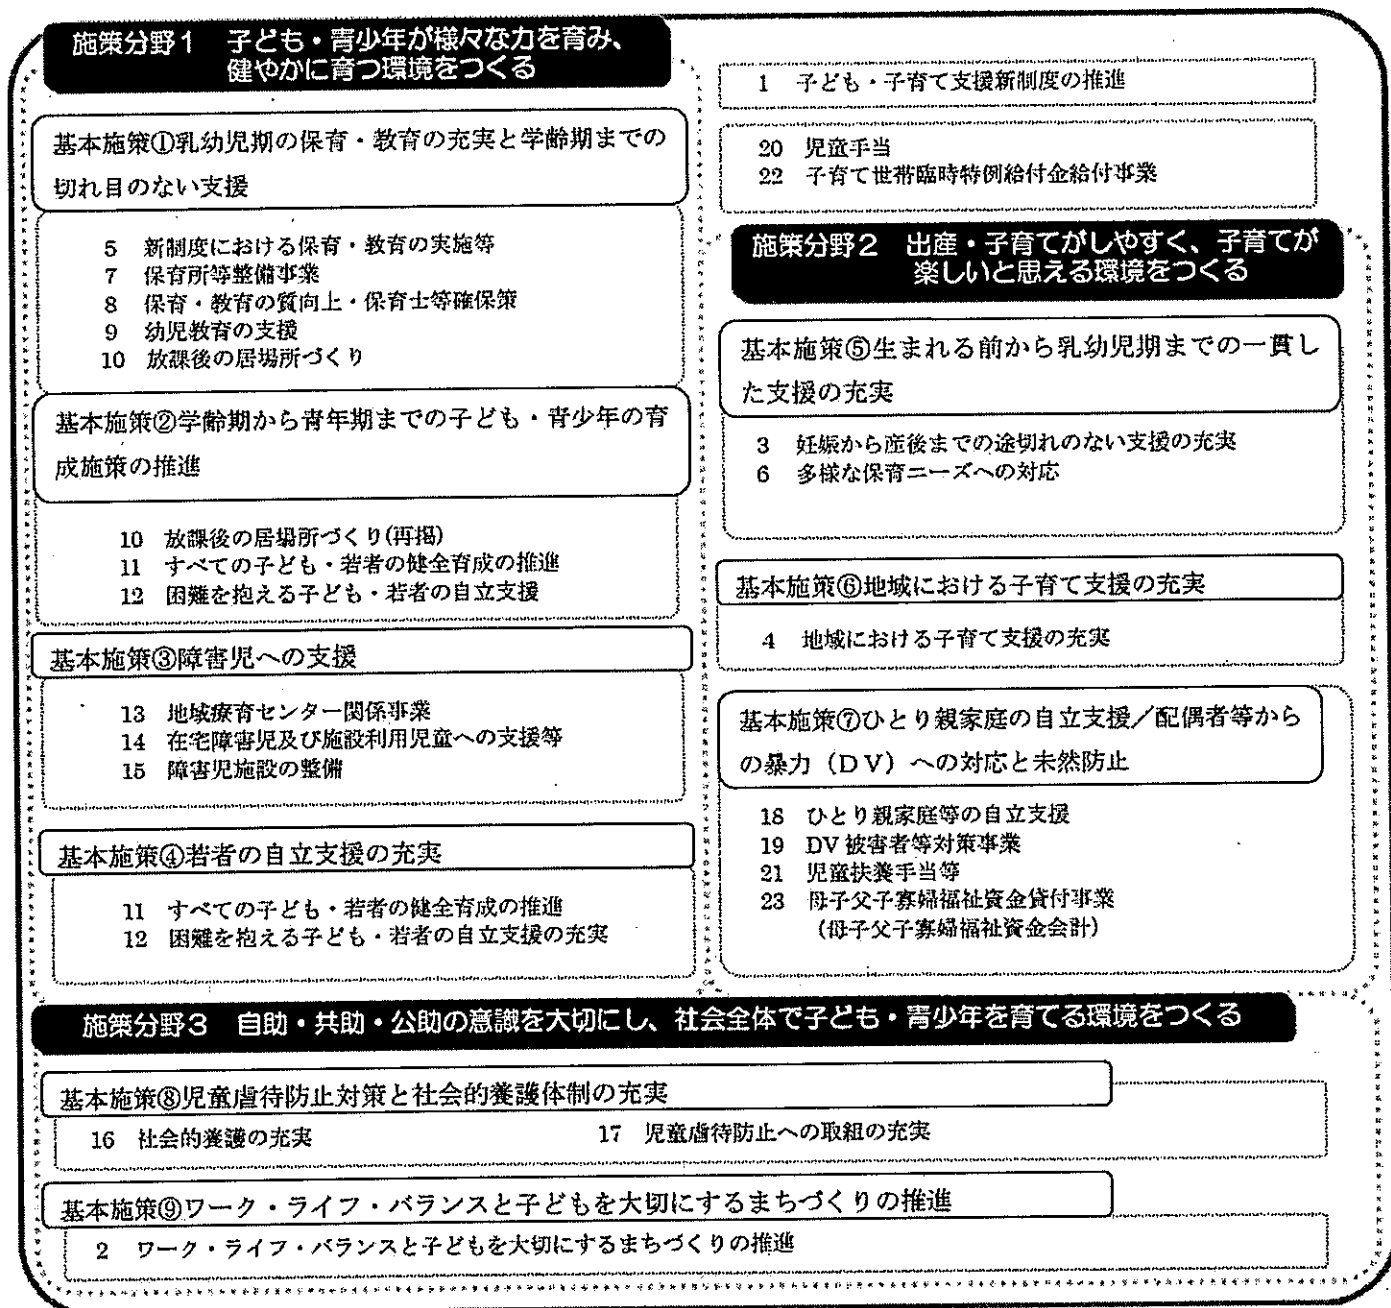 施策分野1 子ども・青少年が様々な力を育み、
健やかに育つ環境をつくる
基本施策①乳幼児期の保育・教育の充実と学齢期までの
切れ目のない支援
5 新制度における保育・教育の実施等
7 保育所等整備事業
8 保育・教育の質向上・保育士等確保策
9 幼児教育の支援
10 放課後の居場所づくり
基本施策②学齢期から青年期までの子ども・青少年の育
成施策の推進
10 放課後の居場所づくり(再掲)
11 すべての子ども・若者の健全育成の推進
12 困難を抱える子ども・若者の自立支援
基本施策③障害児への支援
13 地域療育センター関係事業
14 在宅障害児及び施設利用児童への支援等
15 障害児施設の整備
基本施策④若者の自立支援の充実
11 すべての子ども・若者の健全育成の推進
12 困難を抱える子ども・若者の自立支援の充実
1 子ども・子育て支援新制度の推進
20 児童手当
22 子育て世帯臨時特例給付金給付事業
施策分野2 出産・子育てがしやすく、子育てが
楽しいと思える環境をつくる
基本施策⑤生まれる前から乳幼児期までの一貫し
た支援の充実
3 妊娠から産後までの途切れのない支援の充実
6 多様な保育ニーズへの対応
基本施策⑥地域における子育て支援の充実
4 地域における子育て支援の充実
基本施策⑦ひとり親家庭の自立支援/配偶者等から
の暴力(DV)への対応と未然防止
18 ひとり親家庭等の自立支援
19 DV被害者等対策事業
21 児童扶養手当等
23 母子父子寡婦福祉資金貸付事業
(母子父子寡婦福祉資金会計)
施策分野3 自助・共助・公助の意識を大切にし、社会全体で子ども・青少年を育てる環境をつくる
基本施策⑧児童虐待防止対策と社会的養護体制の充実
16 社会的養護の充実 17 児童虐待防止への取組の充実
基本施策⑨ワーク・ライフ・バランスと子どもを大切にするまちづくりの推進
2 ワーク・ライフ・バランスと子どもを大切にするまちづくりの推進